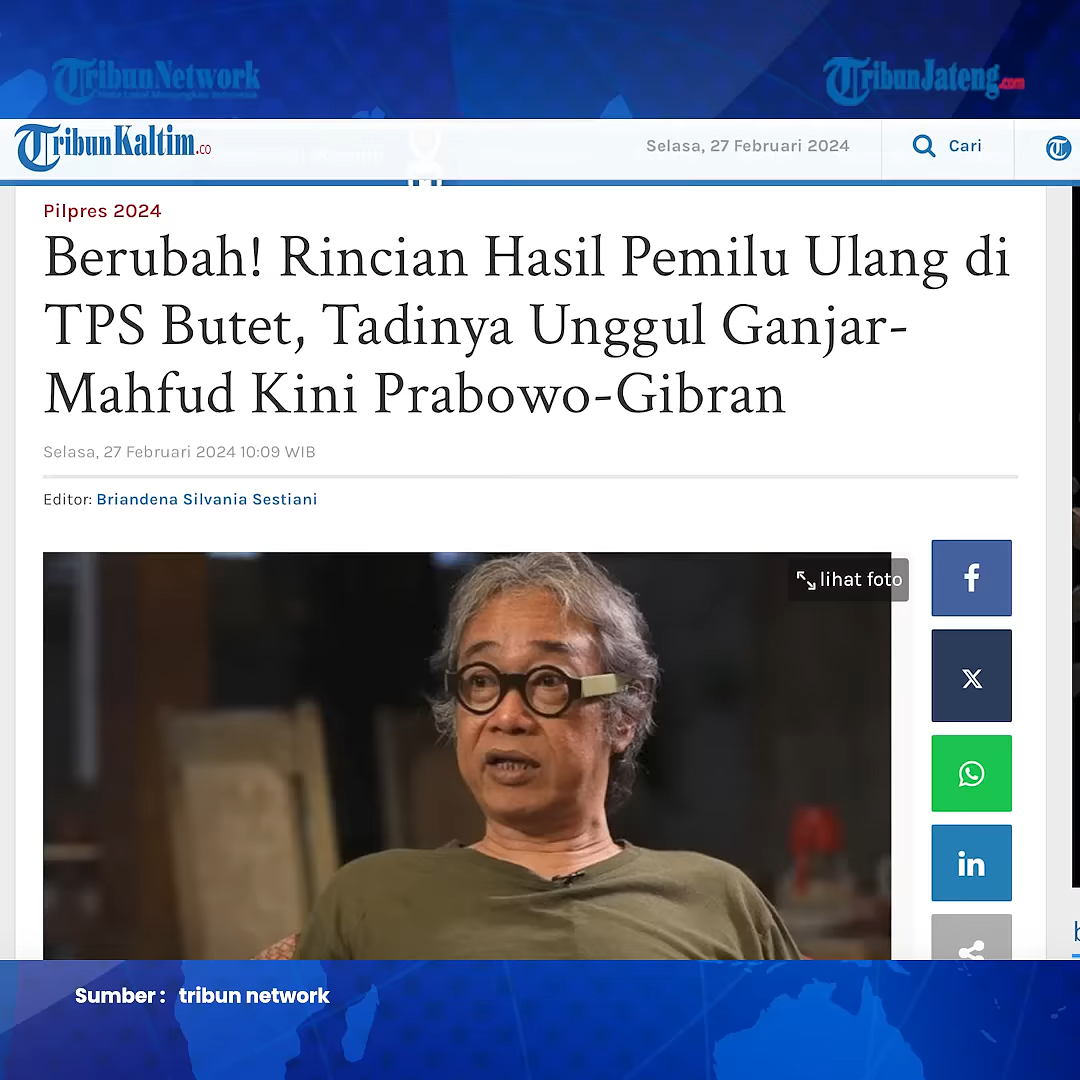 TribunNetwork
TribunJateng.com
TribunKaltim.co
Selasa, 27 Februari 2024
Cari
Pilpres 2024
Berubah! Rincian Hasil Pemilu Ulang di
TPS Butet, Tadinya Unggul Ganjar-
Mahfud Kini Prabowo-Gibran
Selasa, 27 Februari 2024 10:09 WIB
Editor: Briandena Silvania Sestiani
lihat foto
Sumber : tribun network